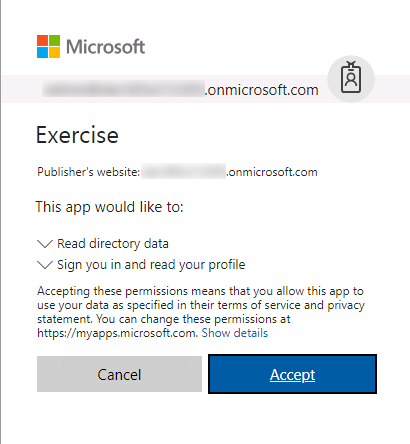 Microsoft
.onmicrosoft.com
Exercise
Publisher's website: .onmicrosoft.com
This app would like to:
Read directory data
Sign you in and read your profile
Accepting these permissions means that you allow this app to
use your data as specified in their terms of service and privacy
statement. You can change these permissions at
https://myapps.microsoft.com. Show details
Cancel
Accept